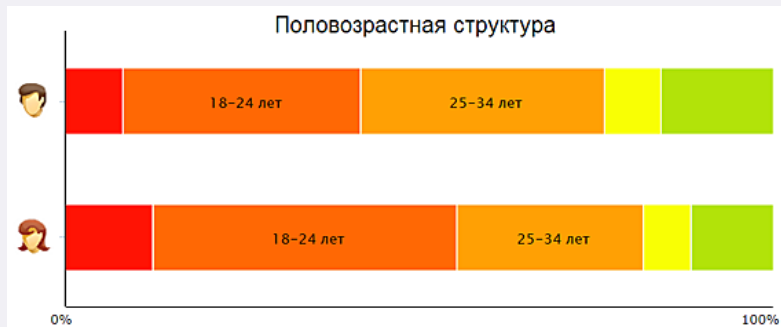 Половозрастная структура
18-24 лет
25-34 лет
18-24 лет
25-34 лет
0%
100%